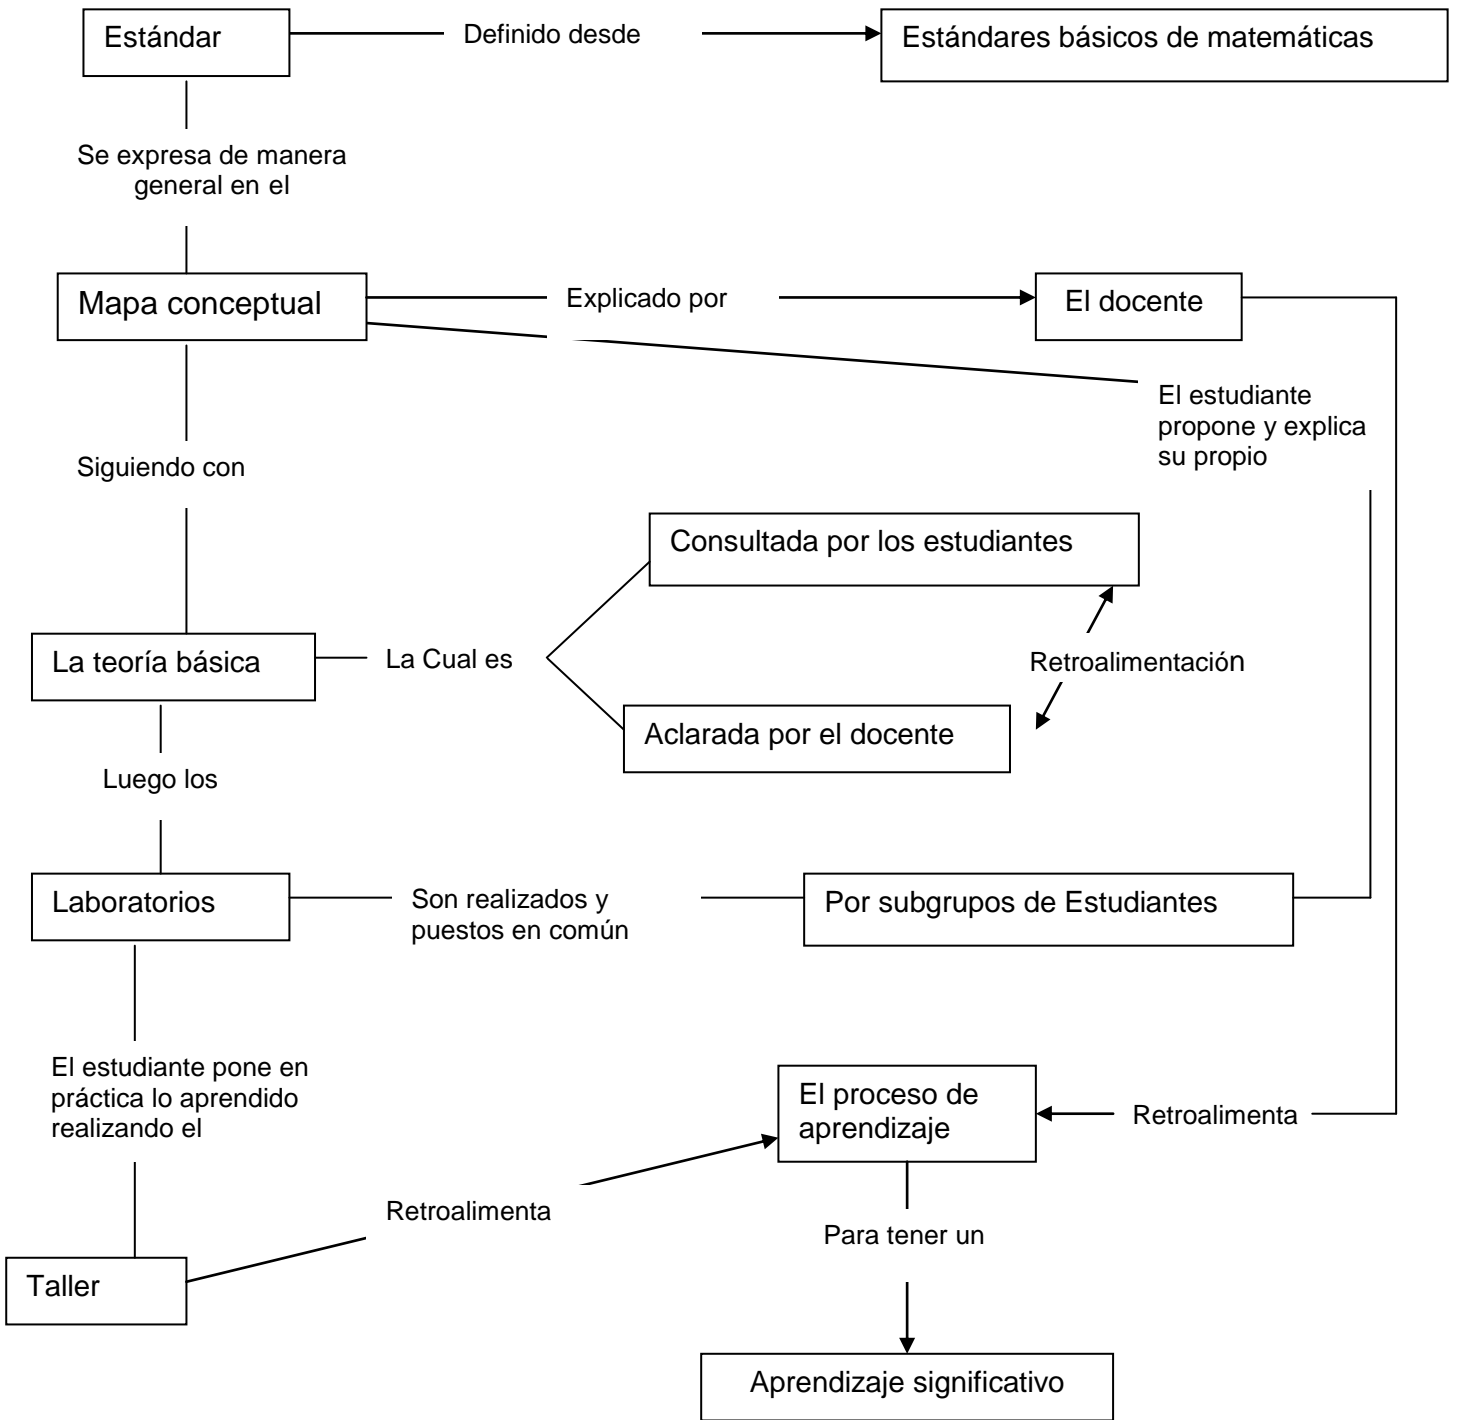 Estándar
Definido desde
Estándares básicos de matemáticas
Se expresa de manera
general en el
Mapa conceptual
Explicado por
El docente
El estudiante
propone y explica
su propio
Siguiendo con
Consultada por los estudiantes
La teoría básica
La Cual es
Retroalimentación
Aclarada por el docente
Luego los
Laboratorios
Son realizados y
puestos en común
Por subgrupos de Estudiantes
El estudiante pone en
práctica lo aprendido
realizando el
El proceso de
aprendizaje
Retroalimenta
Retroalimenta
Para tener un
Taller
Aprendizaje significativo